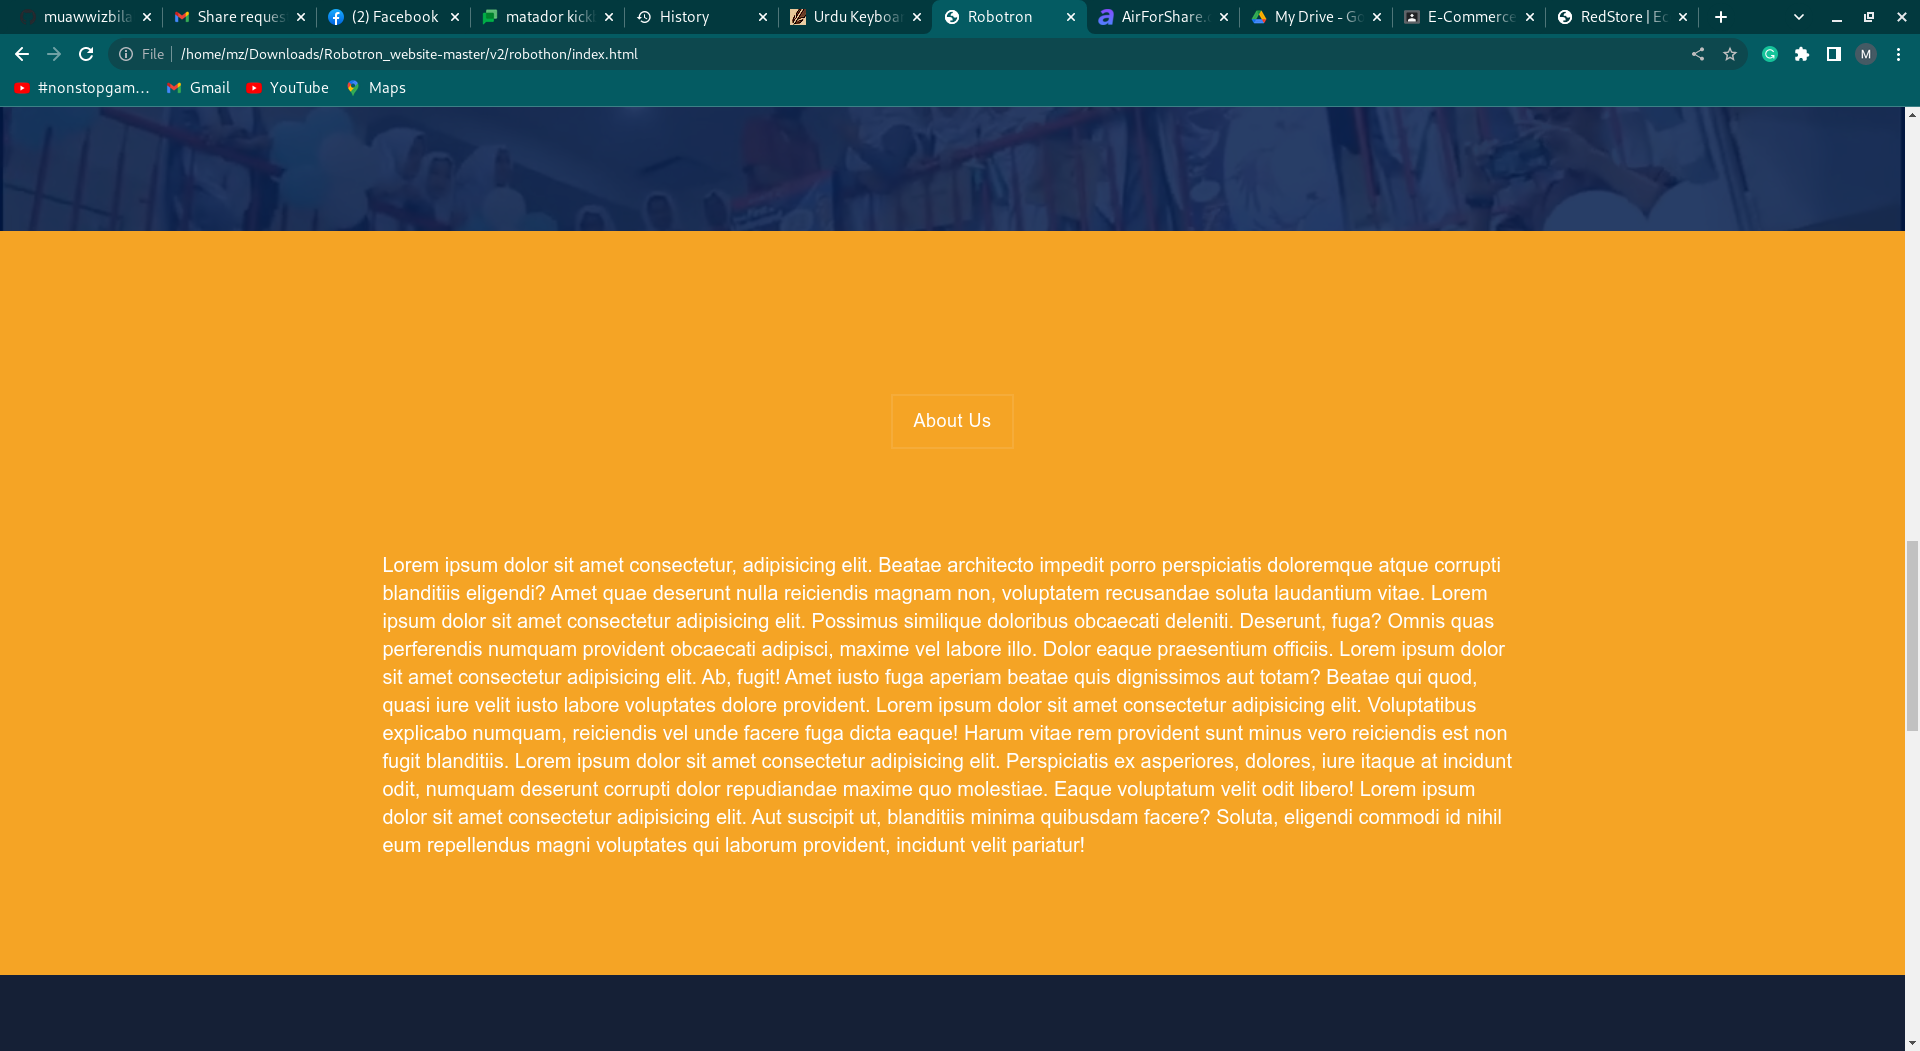 muawwizbila
Share reques
(2) Facebook
matador kick
History
Urdu Keyboar
Robotron
AirForShare.
My Drive - Go
E-Commerce
RedStore | Ec
File
/home/mz/Downloads/Robotron_website-master/v2/robothon/index.html
M
#nonstopgam...
Gmail
YouTube
Maps
About Us
Lorem ipsum dolor sit amet consectetur, adipisicing elit. Beatae architecto impedit porro perspiciatis doloremque atque corrupti
blanditiis eligendi? Amet quae deserunt nulla reiciendis magnam non, voluptatem recusandae soluta laudantium vitae. Lorem
ipsum dolor sit amet consectetur adipisicing elit. Possimus similique doloribus obcaecati deleniti. Deserunt, fuga? Omnis quas
perferendis numquam provident obcaecati adipisci, maxime vel labore illo. Dolor eaque praesentium officiis. Lorem ipsum dolor
sit amet consectetur adipisicing elit. Ab, fugit! Amet iusto fuga aperiam beatae quis dignissimos aut totam? Beatae qui quod,
quasi iure velit iusto labore voluptates dolore provident. Lorem ipsum dolor sit amet consectetur adipisicing elit. Voluptatibus
explicabo numquam, reiciendis vel unde facere fuga dicta eaque! Harum vitae rem provident sunt minus vero reiciendis est non
fugit blanditiis. Lorem ipsum dolor sit amet consectetur adipisicing elit. Perspiciatis ex asperiores, dolores, iure itaque at incidunt
odit, numquam deserunt corrupti dolor repudiandae maxime quo molestiae. Eaque voluptatum velit odit libero! Lorem ipsum
dolor sit amet consectetur adipisicing elit. Aut suscipit ut, blanditiis minima quibusdam facere? Soluta, eligendi commodi id nihil
eum repellendus magni voluptates qui laborum provident, incidunt velit pariatur!